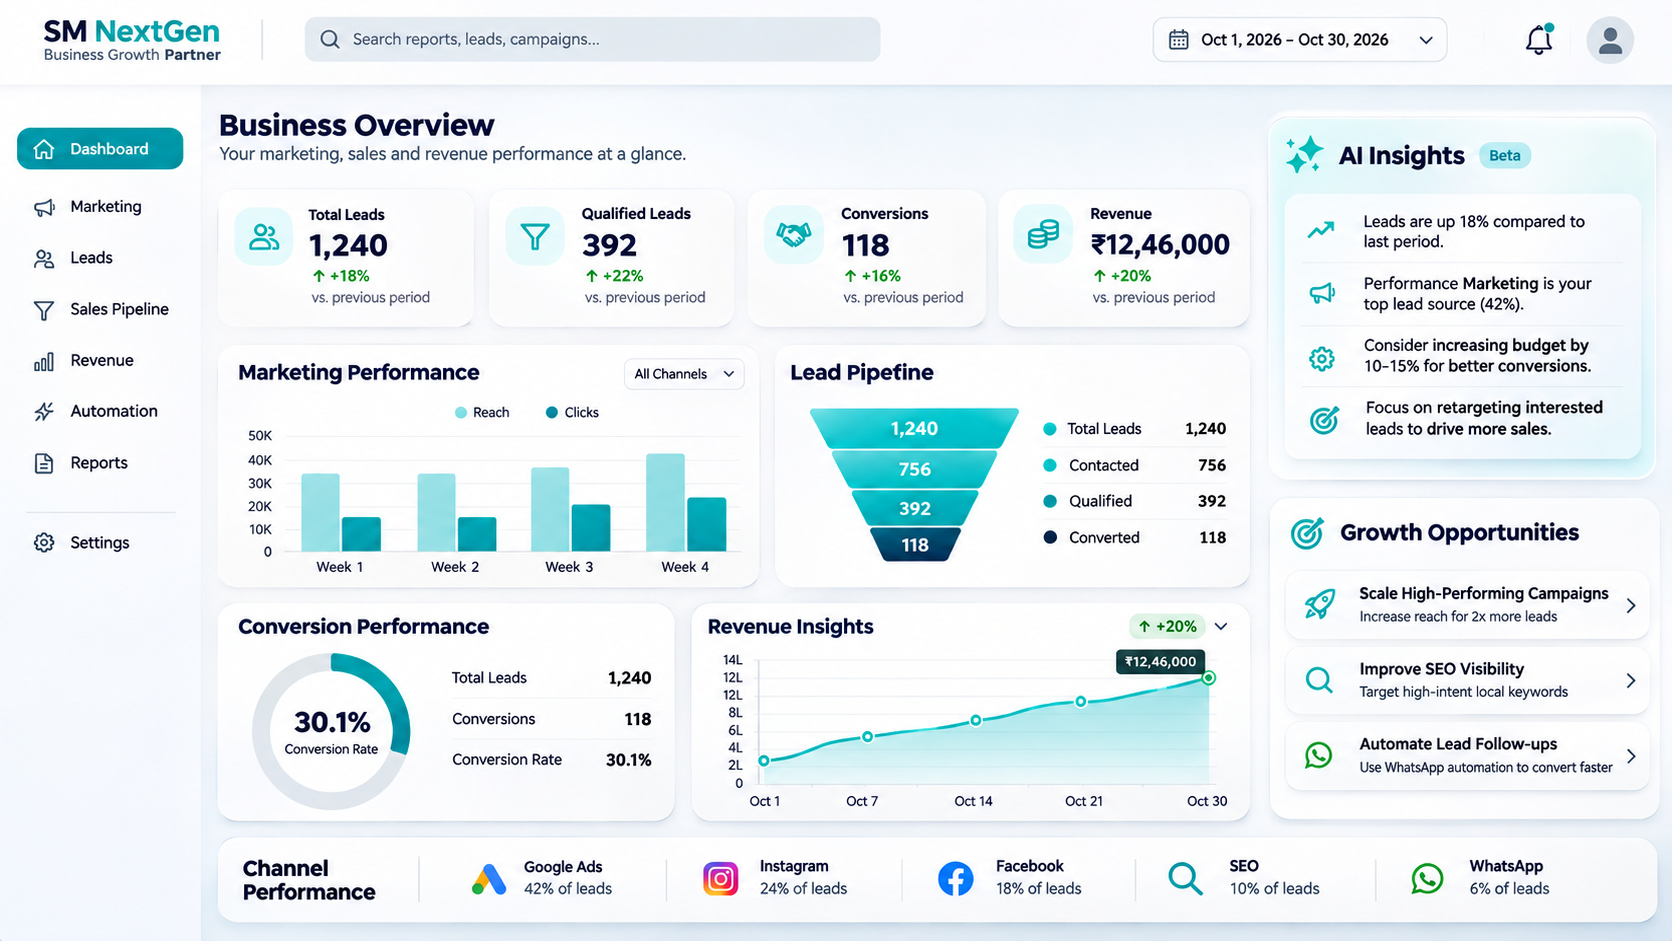 SM NextGen
Business Growth Partner
Search reports, leads, campaigns...
Oct 1, 2026 – Oct 30, 2026
Dashboard
Marketing
Leads
Sales Pipeline
Revenue
Automation
Reports
Settings
Business Overview
Your marketing, sales and revenue performance at a glance.
Total Leads
1,240
↑ +18%
vs. previous period
Qualified Leads
392
↑ +22%
vs. previous period
Conversions
118
↑ +16%
vs. previous period
Revenue
₹12,46,000
↑ +20%
vs. previous period
Marketing Performance
All Channels
Reach
Clicks
50K
40K
30K
20K
10K
0
Week 1
Week 2
Week 3
Week 4
Lead Pipefine
1,240
756
392
118
Total Leads 1,240
Contacted 756
Qualified 392
Converted 118
Conversion Performance
30.1%
Conversion Rate
Total Leads 1,240
Conversions 118
Conversion Rate 30.1%
Revenue Insights
↑ +20%
₹12,46,000
14L
12L
12L
8L
6L
4L
2L
0
Oct 1
Oct 7
Oct 14
Oct 21
Oct 30
AI Insights
Beta
Leads are up 18% compared to
last period.
Performance Marketing is your
top lead source (42%).
Consider increasing budget by
10–15% for better conversions.
Focus on retargeting interested
leads to drive more sales.
Growth Opportunities
Scale High-Performing Campaigns
Increase reach for 2x more leads
Improve SEO Visibility
Target high-intent local keywords
Automate Lead Follow-ups
Use WhatsApp automation to convert faster
Channel
Performance
Google Ads
42% of leads
Instagram
24% of leads
Facebook
18% of leads
SEO
10% of leads
WhatsApp
6% of leads